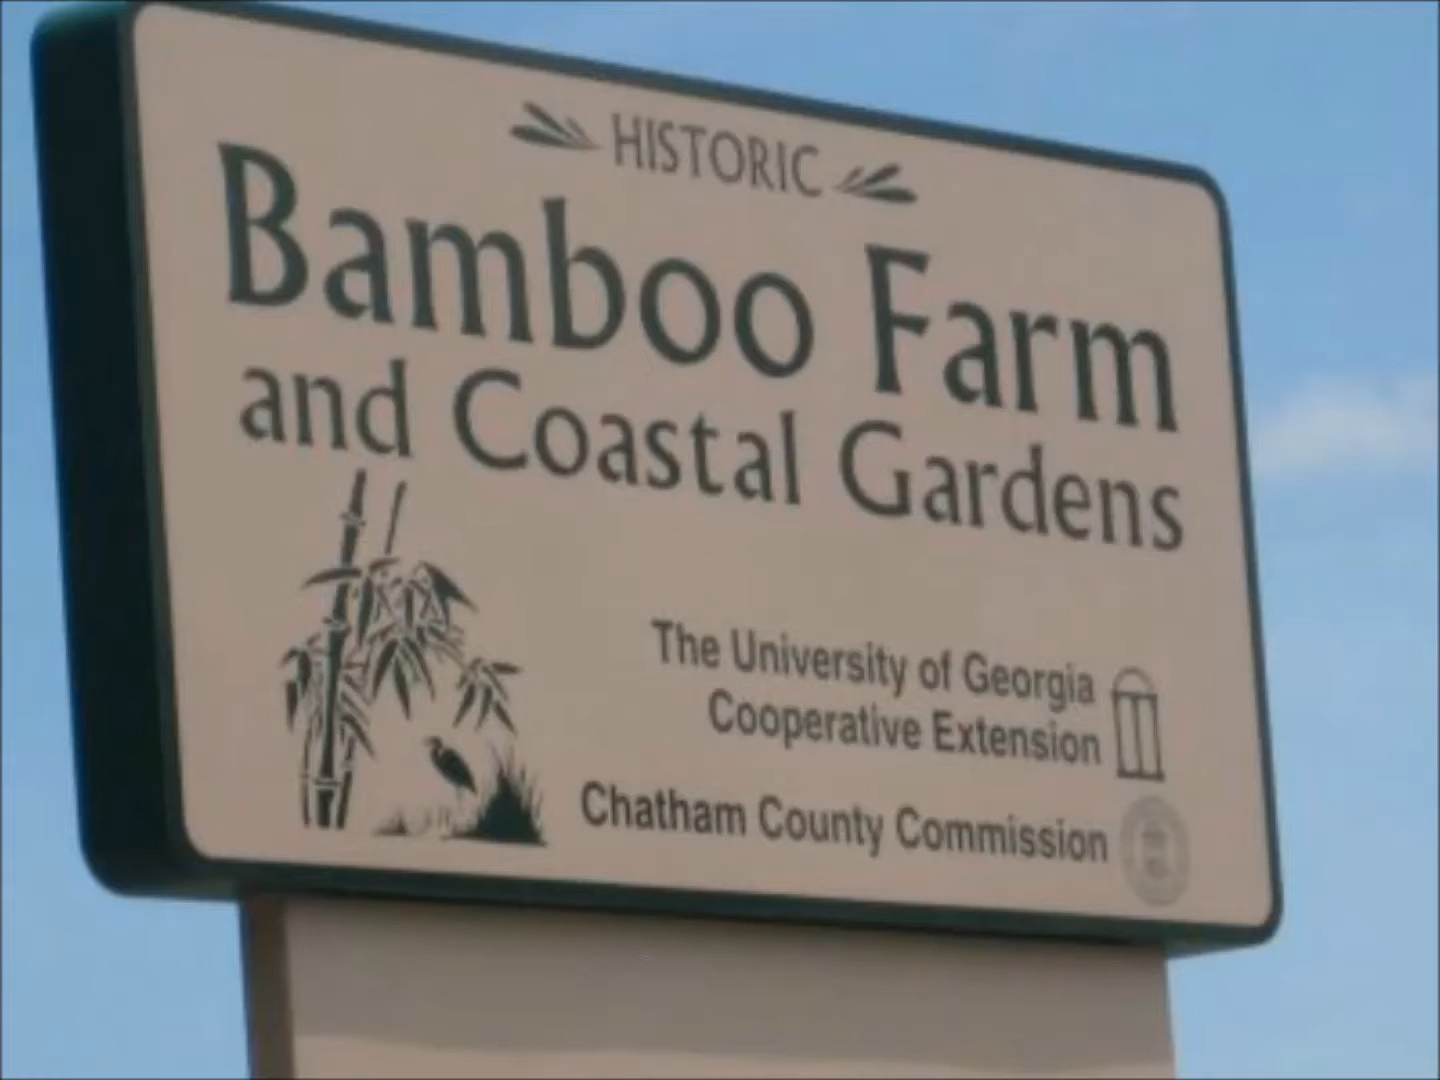 HISTORIC
Bamboo Farm
and Coastal Gardens
The University of Georgia
Cooperative Extension
Chatham County Commission